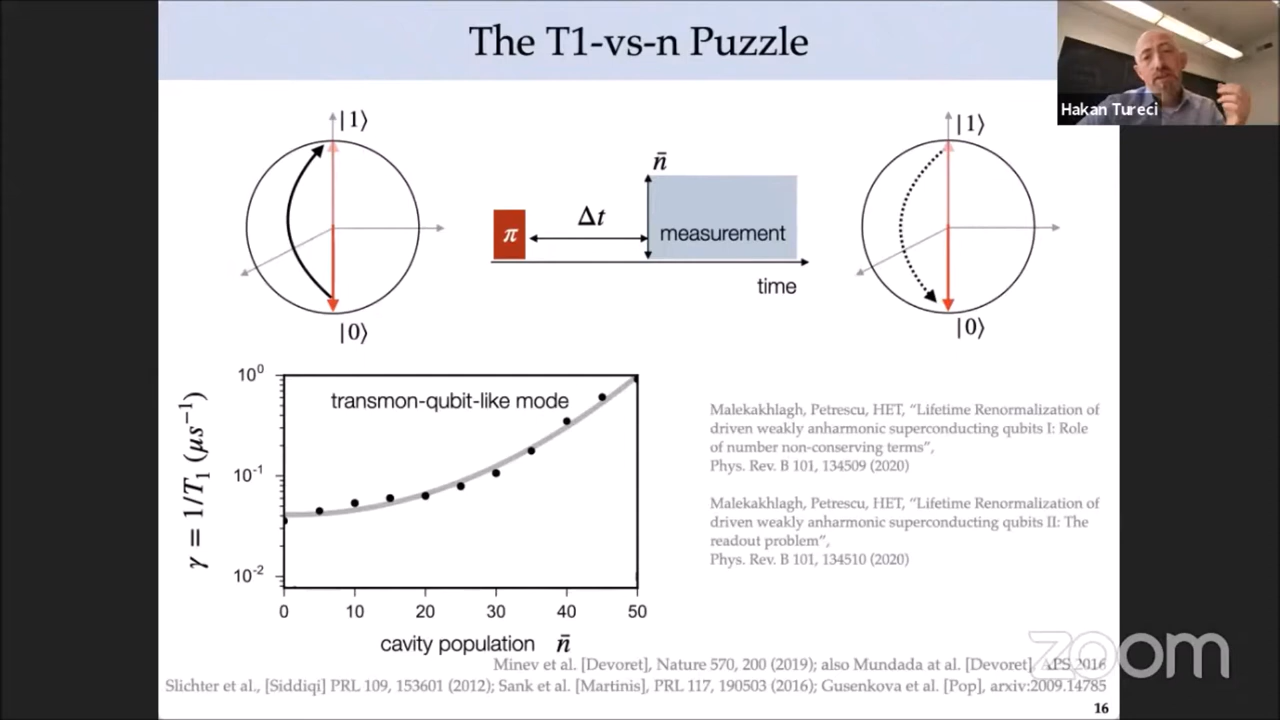 The T1-vs-n Puzzle
Hakan Tureci
|1⟩
|0⟩
π
Δt
n̄
measurement
time
|1⟩
|0⟩
γ = 1/T₁ (μs⁻¹)
10⁰
10⁻¹
10⁻²
transmon-qubit-like mode
0 10 20 30 40 50
cavity population n̄
Malekakhlagh, Petrescu, HET, “Lifetime Renormalization of
driven weakly anharmonic superconducting qubits I: Role
of number non-conserving terms”,
Phys. Rev. B 101, 134509 (2020)
Malekakhlagh, Petrescu, HET, “Lifetime Renormalization of
driven weakly anharmonic superconducting qubits II: The
readout problem”,
Phys. Rev. B 101, 134510 (2020)
zoom
Minev et al. [Devoret], Nature 570, 200 (2019); also Mundada at al. [Devoret], APS 2016
Slichter et al., [Siddiqi] PRL 109, 153601 (2012); Sank et al. [Martinis], PRL 117, 190503 (2016); Gusenkova et al. [Pop], arxiv:2009.14785
16